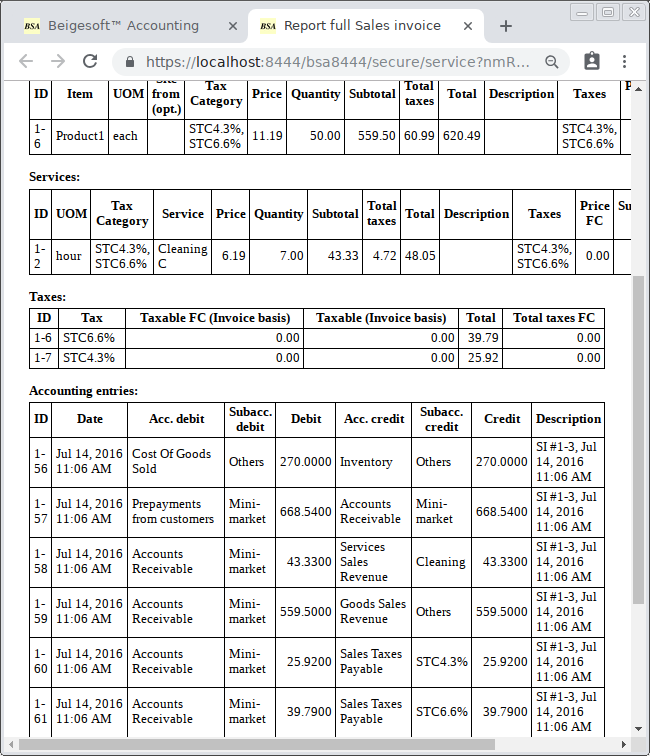 BSA Beigesoft™ Accounting
BSA Report full Sales invoice
https://localhost:8444/bsa8444/secure/service?nmR...
ID Item UOM from (opt.) Tax Category Price Quantity Subtotal Total taxes Total Description Taxes
1-6 Product1 each STC4.3%, STC6.6% 11.19 50.00 559.50 60.99 620.49 STC4.3%, STC6.6%
Services:
ID UOM Tax Category Service Price Quantity Subtotal Total taxes Total Description Taxes Price FC Su
1-2 hour STC4.3%, STC6.6% Cleaning C 6.19 7.00 43.33 4.72 48.05 STC4.3%, STC6.6% 0.00
Taxes:
ID Tax Taxable FC (Invoice basis) Taxable (Invoice basis) Total Total taxes FC
1-6 STC6.6% 0.00 0.00 39.79 0.00
1-7 STC4.3% 0.00 0.00 25.92 0.00
Accounting entries:
ID Date Acc. debit Subacc. debit Debit Acc. credit Subacc. credit Credit Description
1-56 Jul 14, 2016 11:06 AM Cost Of Goods Sold Others 270.0000 Inventory Others 270.0000 SI #1-3, Jul 14, 2016 11:06 AM
1-57 Jul 14, 2016 11:06 AM Prepayments from customers Mini-market 668.5400 Accounts Receivable Mini-market 668.5400 SI #1-3, Jul 14, 2016 11:06 AM
1-58 Jul 14, 2016 11:06 AM Accounts Receivable Mini-market 43.3300 Services Sales Revenue Cleaning 43.3300 SI #1-3, Jul 14, 2016 11:06 AM
1-59 Jul 14, 2016 11:06 AM Accounts Receivable Mini-market 559.5000 Goods Sales Revenue Others 559.5000 SI #1-3, Jul 14, 2016 11:06 AM
1-60 Jul 14, 2016 11:06 AM Accounts Receivable Mini-market 25.9200 Sales Taxes Payable STC4.3% 25.9200 SI #1-3, Jul 14, 2016 11:06 AM
1-61 Jul 14, 2016 11:06 AM Accounts Receivable Mini-market 39.7900 Sales Taxes Payable STC6.6% 39.7900 SI #1-3, Jul 14, 2016 11:06 AM